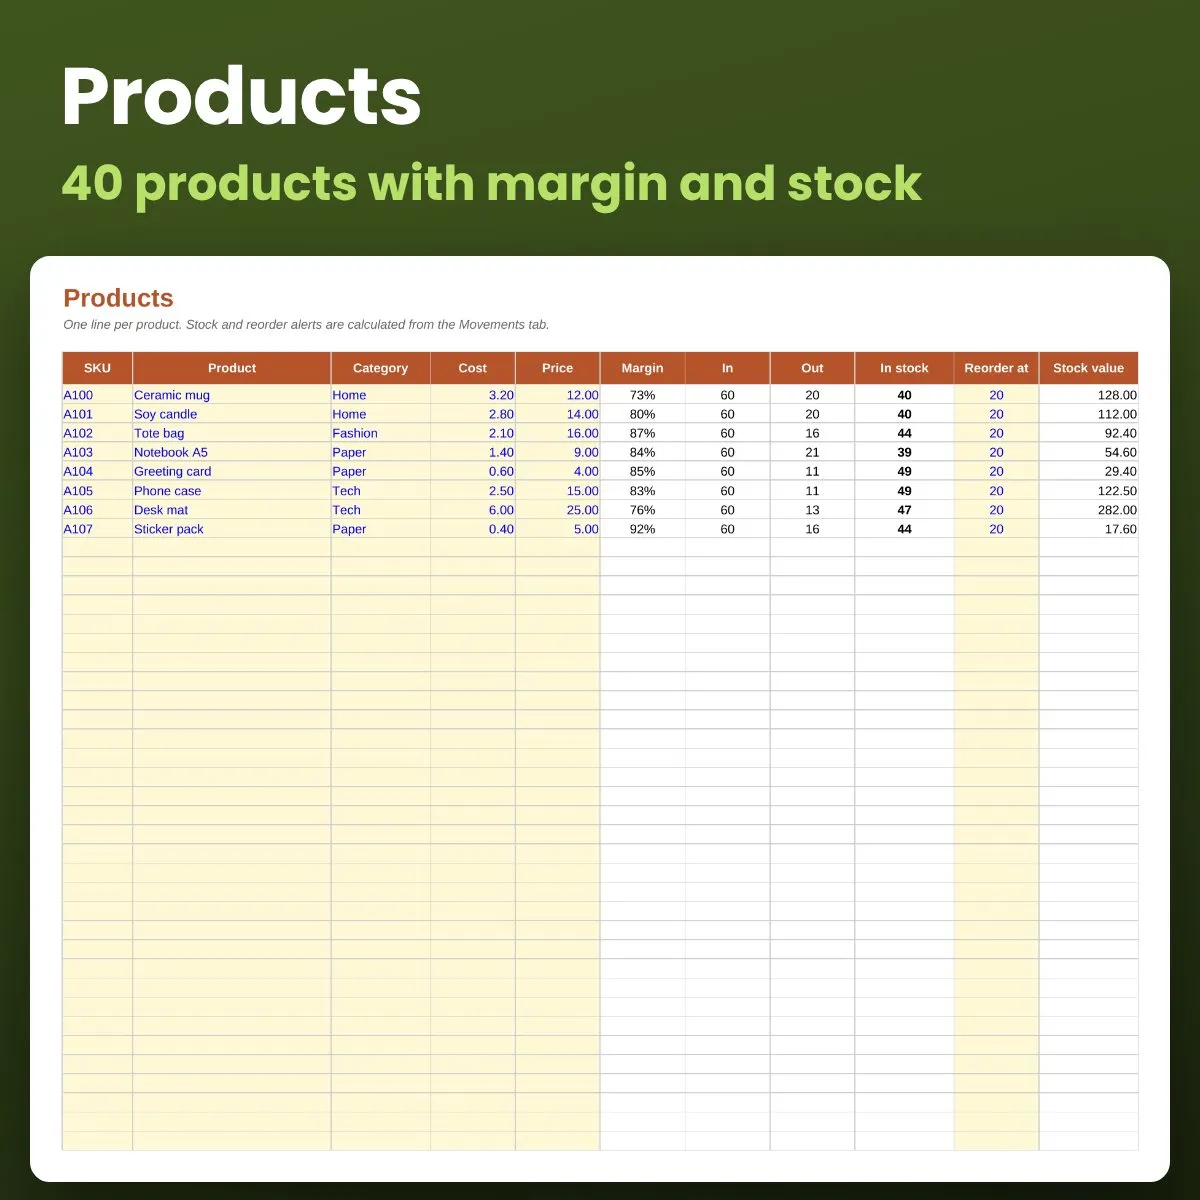 Products
40 products with margin and stock
Products
One line per product. Stock and reorder alerts are calculated from the Movements tab.
SKU Product Category Cost Price Margin In Out In stock Reorder at Stock value
A100 Ceramic mug Home 3.20 12.00 73% 60 20 40 20 128.00
A101 Soy candle Home 2.80 14.00 80% 60 20 40 20 112.00
A102 Tote bag Fashion 2.10 16.00 87% 60 16 44 20 92.40
A103 Notebook A5 Paper 1.40 9.00 84% 60 21 39 20 54.60
A104 Greeting card Paper 0.60 4.00 85% 60 11 49 20 29.40
A105 Phone case Tech 2.50 15.00 83% 60 11 49 20 122.50
A106 Desk mat Tech 6.00 25.00 76% 60 13 47 20 282.00
A107 Sticker pack Paper 0.40 5.00 92% 60 16 44 20 17.60